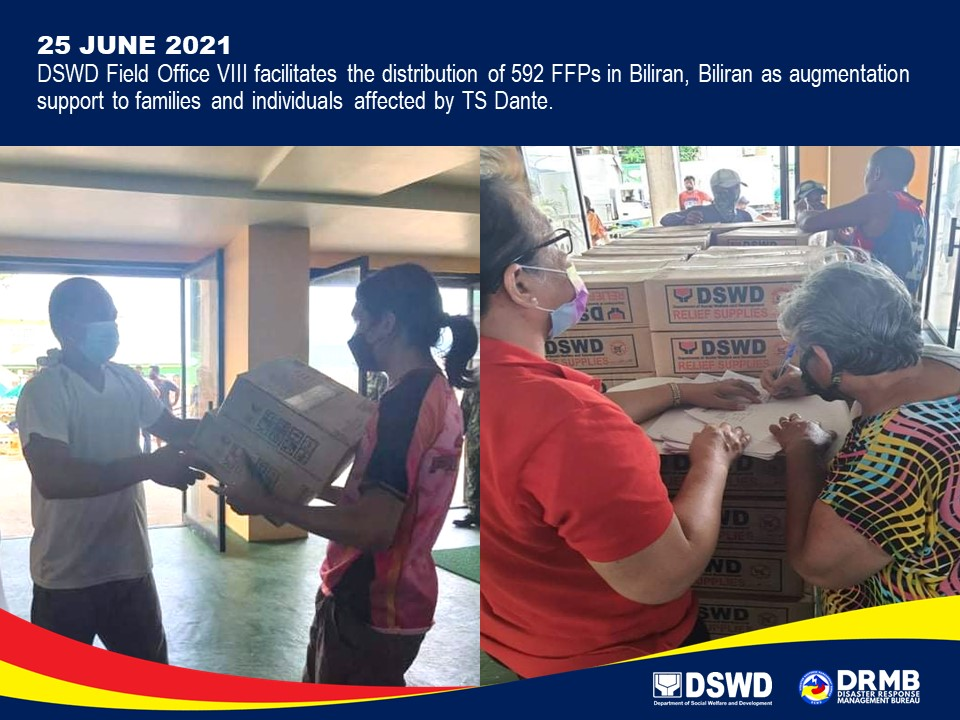 25 JUNE 2021
DSWD Field Office VIII facilitates the distribution of 592 FFPs in Biliran, Biliran as augmentation
support to families and individuals affected by TS Dante.
DSWD
RELIEF SUPPLIES
DSWD
RELIEF SUPPLIES
DSWD
RELIEF SUPPLIES
DSWD
DSWD
DSWD
Department of Social Welfare and Development
DRMB
DISASTER RESPONSE
MANAGEMENT BUREAU